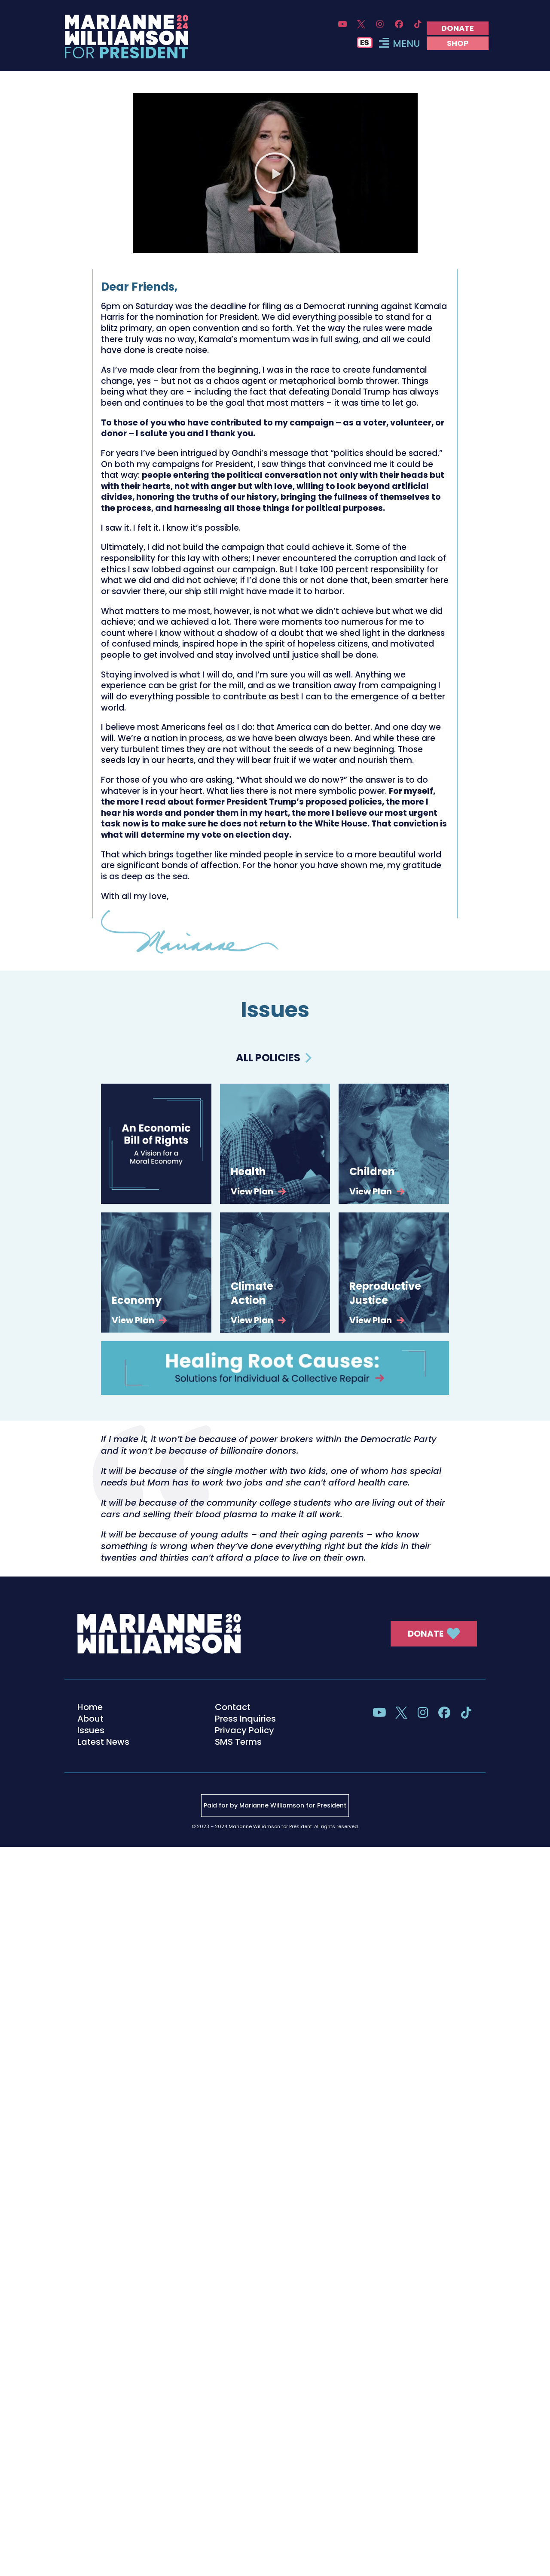 MARIANNE 2024
WILLIAMSON
FOR PRESIDENT
DONATE
ES
MENU
SHOP
Dear Friends,
6pm on Saturday was the deadline for filing as a Democrat running against Kamala
Harris for the nomination for President. We did everything possible to stand for a
blitz primary, an open convention and so forth. Yet the way the rules were made
there truly was no way, Kamala's momentum was in full swing, and all we could
have done is create noise.
As I've made clear from the beginning, I was in the race to create fundamental
change, yes – but not as a chaos agent or metaphorical bomb thrower. Things
being what they are – including the fact that defeating Donald Trump has always
been and continues to be the goal that most matters – it was time to let go.
To those of you who have contributed to my campaign – as a voter, volunteer, or
donor – I salute you and I thank you.
For years I've been intrigued by Gandhi's message that "politics should be sacred."
On both my campaigns for President, I saw things that convinced me it could be
that way: people entering the political conversation not only with their heads but
with their hearts, not with anger but with love, willing to look beyond artificial
divides, honoring the truths of our history, bringing the fullness of themselves to
the process, and harnessing all those things for political purposes.
I saw it. I felt it. I know it's possible.
Ultimately, I did not build the campaign that could achieve it. Some of the
responsibility for this lay with others; I never encountered the corruption and lack of
ethics I saw lobbed against our campaign. But I take 100 percent responsibility for
what we did and did not achieve; if I'd done this or not done that, been smarter here
or savvier there, our ship still might have made it to harbor.
What matters to me most, however, is not what we didn't achieve but what we did
achieve; and we achieved a lot. There were moments too numerous for me to
count where I know without a shadow of a doubt that we shed light in the darkness
of confused minds, inspired hope in the spirit of hopeless citizens, and motivated
people to get involved and stay involved until justice shall be done.
Staying involved is what I will do, and I'm sure you will as well. Anything we
experience can be grist for the mill, and as we transition away from campaigning I
will do everything possible to contribute as best I can to the emergence of a better
world.
I believe most Americans feel as I do: that America can do better. And one day we
will. We're a nation in process, as we have been always been. And while these are
very turbulent times they are not without the seeds of a new beginning. Those
seeds lay in our hearts, and they will bear fruit if we water and nourish them.
For those of you who are asking, "What should we do now?" the answer is to do
whatever is in your heart. What lies there is not mere symbolic power. For myself,
the more I read about former President Trump's proposed policies, the more I
hear his words and ponder them in my heart, the more I believe our most urgent
task now is to make sure he does not return to the White House. That conviction is
what will determine my vote on election day.
That which brings together like minded people in service to a more beautiful world
are significant bonds of affection. For the honor you have shown me, my gratitude
is as deep as the sea.
With all my love,
Marianne
Issues
ALL POLICIES
An Economic
Bill of Rights
A Vision for a
Moral Economy
Health
View Plan
Children
View Plan
Economy
View Plan
Climate
Action
View Plan
Reproductive
Justice
View Plan
Healing Root Causes:
Solutions for Individual & Collective Repair
If I make it, it won't be because of power brokers within the Democratic Party
and it won't be because of billionaire donors.
It will be because of the single mother with two kids, one of whom has special
needs but Mom has to work two jobs and she can't afford health care.
It will be because of the community college students who are living out of their
cars and selling their blood plasma to make it all work.
It will be because of young adults – and their aging parents – who know
something is wrong when they've done everything right but the kids in their
twenties and thirties can't afford a place to live on their own.
MARIANNE 2024
WILLIAMSON
DONATE
Home
About
Issues
Latest News
Contact
Press Inquiries
Privacy Policy
SMS Terms
Paid for by Marianne Williamson for President
© 2023 – 2024 Marianne Williamson for President. All rights reserved.